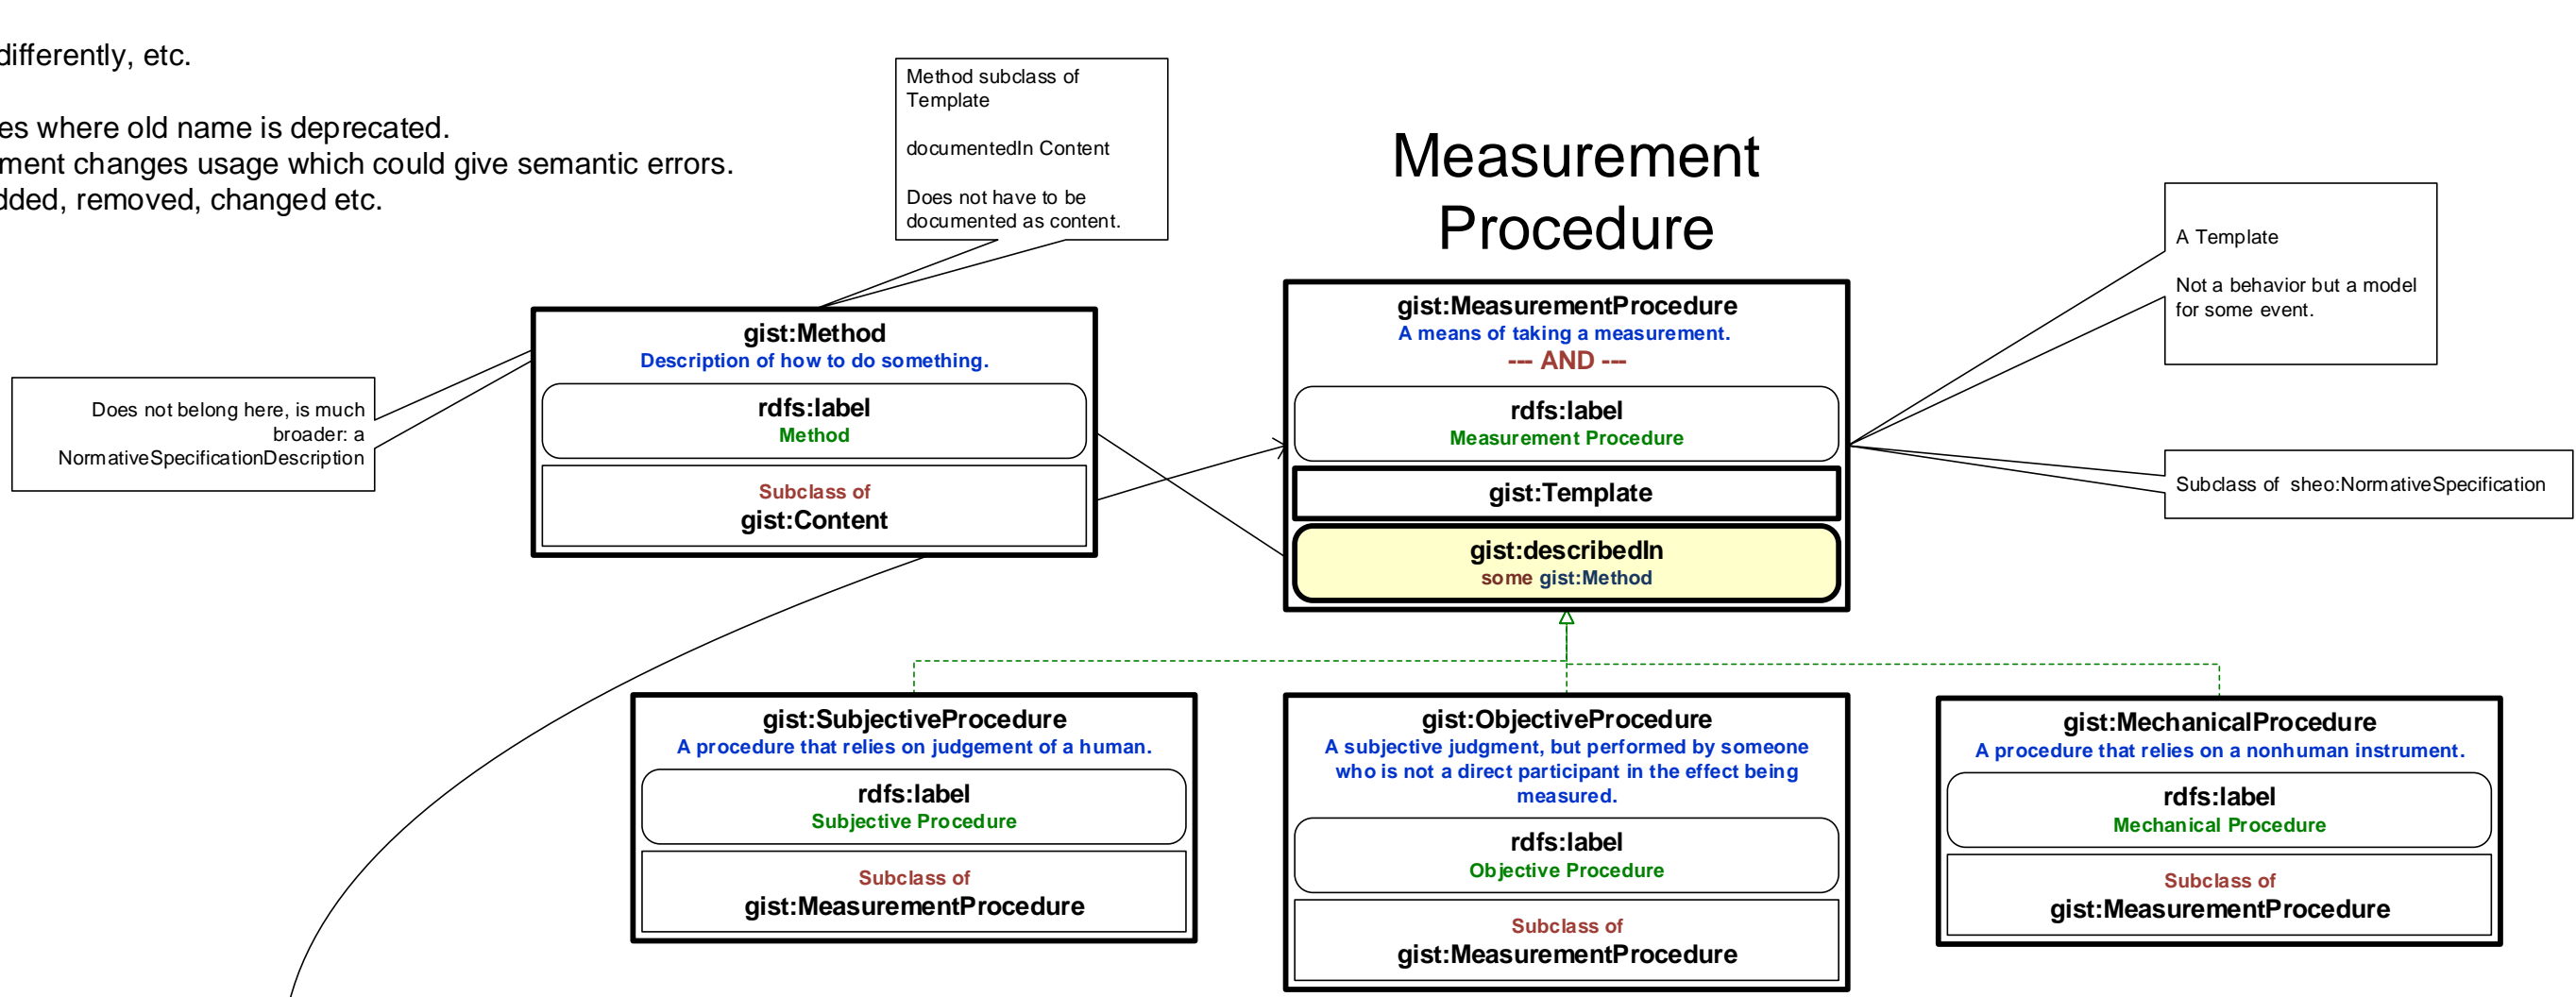 differently, etc.
es where old name is deprecated.
ment changes usage which could give semantic errors.
dded, removed, changed etc.
Method subclass of
Template
documentedIn Content
Does not have to be
documented as content.
Measurement
Procedure
A Template
Not a behavior but a model
for some event.
Does not belong here, is much
broader: a
NormativeSpecificationDescription
gist:Method
Description of how to do something.
rdfs:label
Method
Subclass of
gist:Content
gist:MeasurementProcedure
A means of taking a measurement.
--- AND ---
rdfs:label
Measurement Procedure
gist:Template
gist:describedIn
some gist:Method
Subclass of sheo:NormativeSpecification
gist:SubjectiveProcedure
A procedure that relies on judgement of a human.
rdfs:label
Subjective Procedure
Subclass of
gist:MeasurementProcedure
gist:ObjectiveProcedure
A subjective judgment, but performed by someone
who is not a direct participant in the effect being
measured.
rdfs:label
Objective Procedure
Subclass of
gist:MeasurementProcedure
gist:MechanicalProcedure
A procedure that relies on a nonhuman instrument.
rdfs:label
Mechanical Procedure
Subclass of
gist:MeasurementProcedure